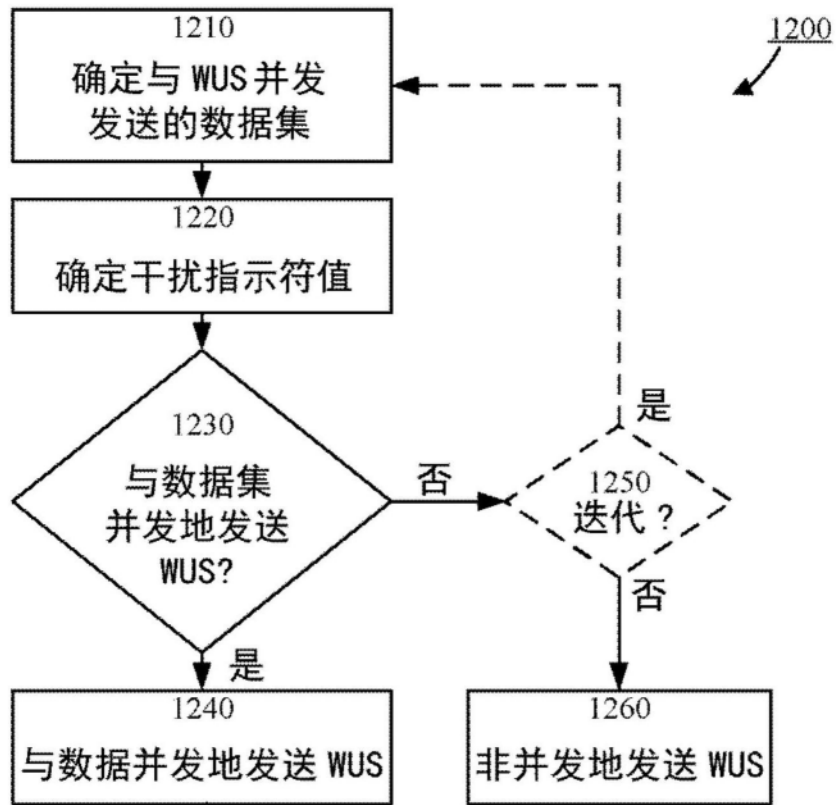 1200
1210
确定与 WUS 并发
发送的数据集
1220
确定干扰指示符值
1230
与数据集
并发地发送
WUS?
否
是
1250
迭代？
是
否
1240
与数据并发地发送 WUS
1260
非并发地发送 WUS